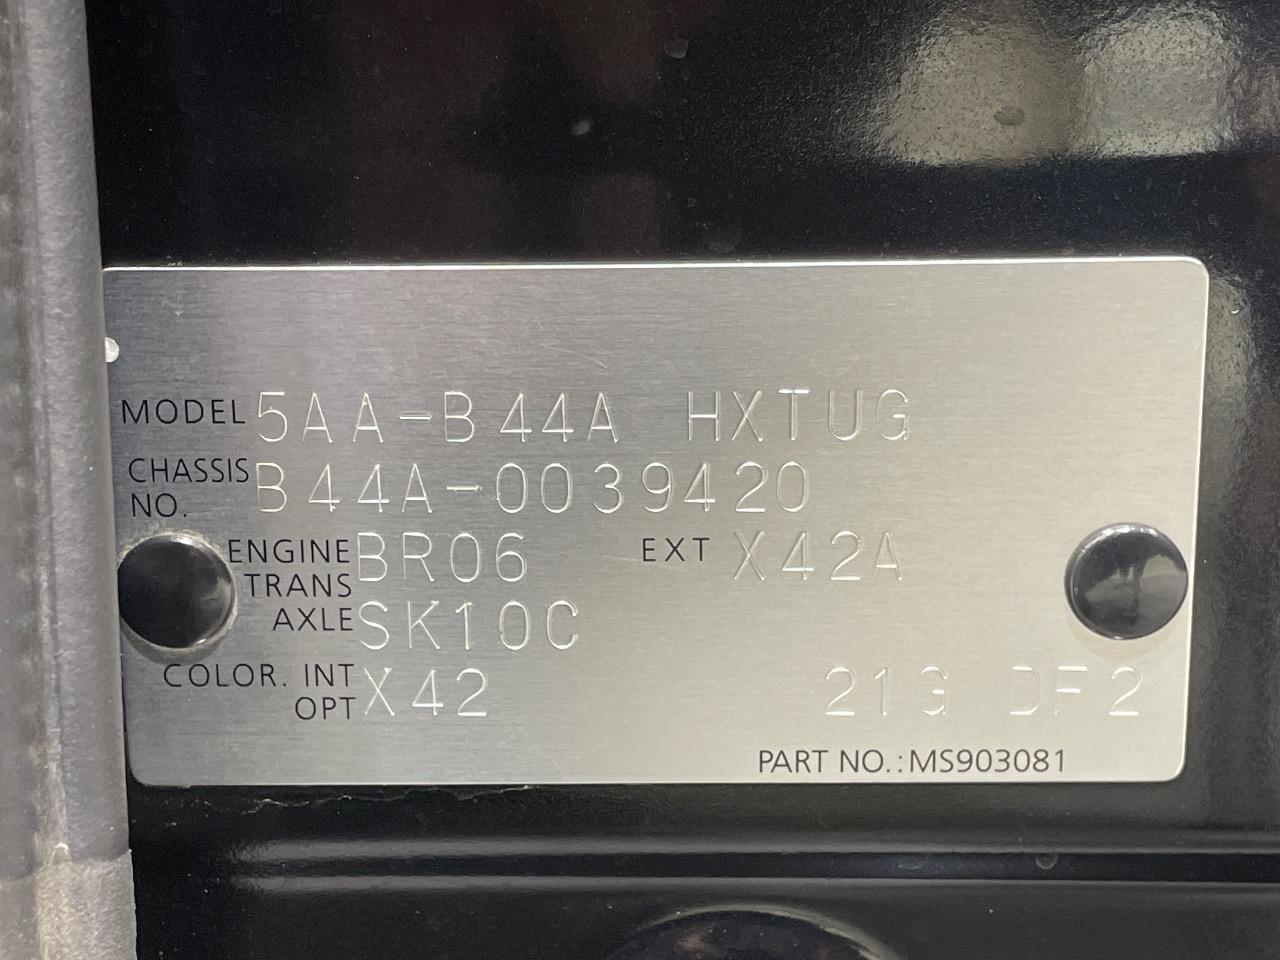 MODEL 5AA-B44A HXTUG
CHASSIS NO. B44A-0039420
ENGINE BR06 EXT X42A
TRANS AXLE SK10C
COLOR. INT OPT X42 21G DF2
PART NO.:MS903081